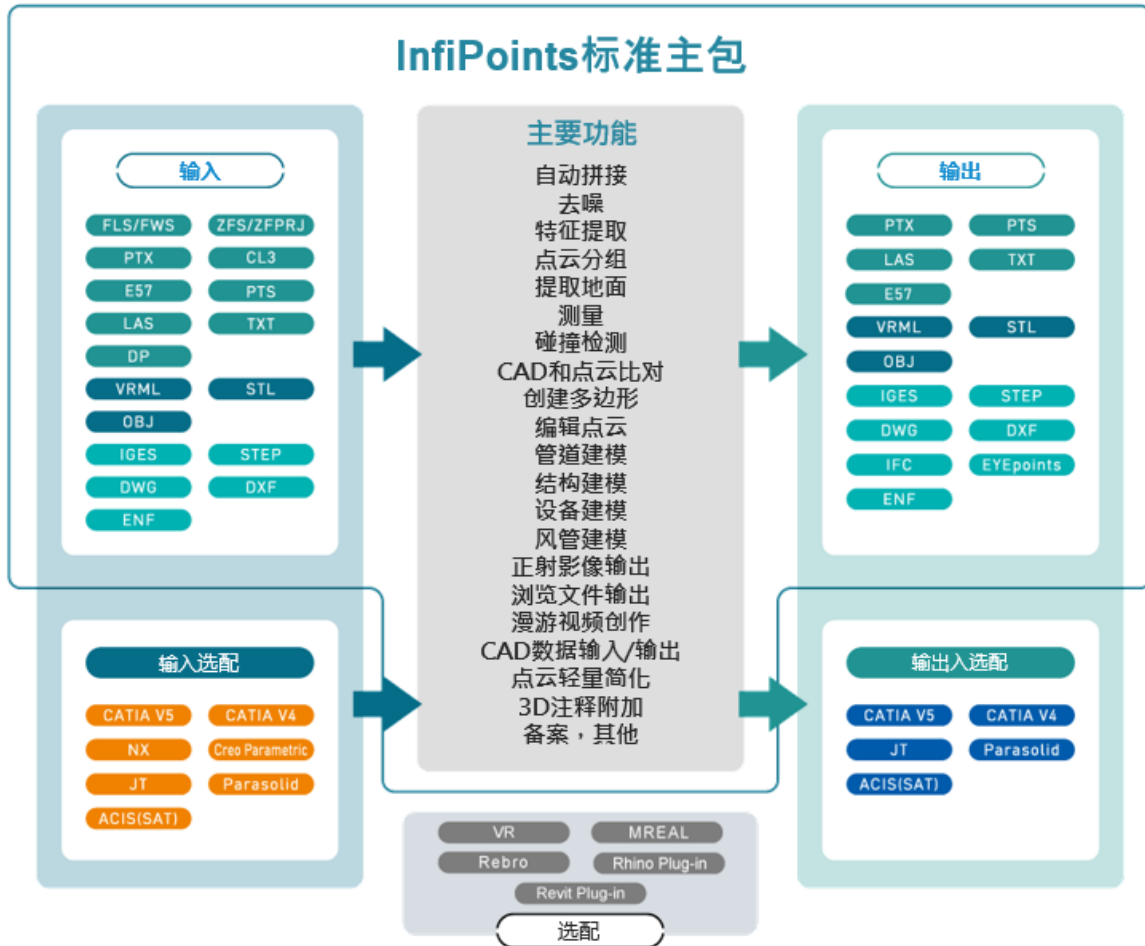 InfiPoints标准主包
输入
FLS/FWS ZFS/ZFPRJ
PTX CL3
E57 PTS
LAS TXT
DP
VRML STL
OBJ
IGES STEP
DWG DXF
ENF
输入选配
CATIA V5 CATIA V4
NX Creo Parametric
JT Parasolid
ACIS(SAT)
主要功能
自动拼接
去噪
特征提取
点云分组
提取地面
测量
碰撞检测
CAD和点云比对
创建多边形
编辑点云
管道建模
结构建模
设备建模
风管建模
正射影像输出
浏览文件输出
漫游视频创作
CAD数据输入/输出
点云轻量简化
3D注释附加
备案，其他
输出
PTX PTS
LAS TXT
E57
VRML STL
OBJ
IGES STEP
DWG DXF
IFC EYEpoints
ENF
输出入选配
CATIA V5 CATIA V4
JT Parasolid
ACIS(SAT)
VR MREAL
Rebro Rhino Plug-in
Revit Plug-in
选配